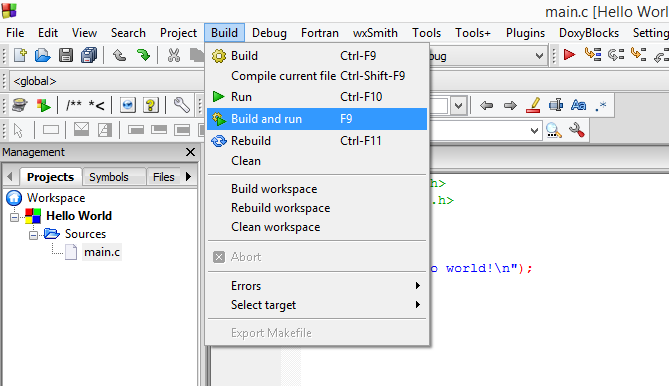 main.c [Hello World
File Edit View Search Project Build Debug Fortran wxSmith Tools Tools+ Plugins DoxyBlocks Setting
<global>
/** *<
.*
Management
Projects Symbols Files
Workspace
Hello World
Sources
main.c
Build Ctrl-F9
Compile current file Ctrl-Shift-F9
Run Ctrl-F10
Build and run F9
Rebuild Ctrl-F11
Clean
Build workspace
Rebuild workspace
Clean workspace
Abort
Errors
Select target
Export Makefile
.h>
o world!\n");